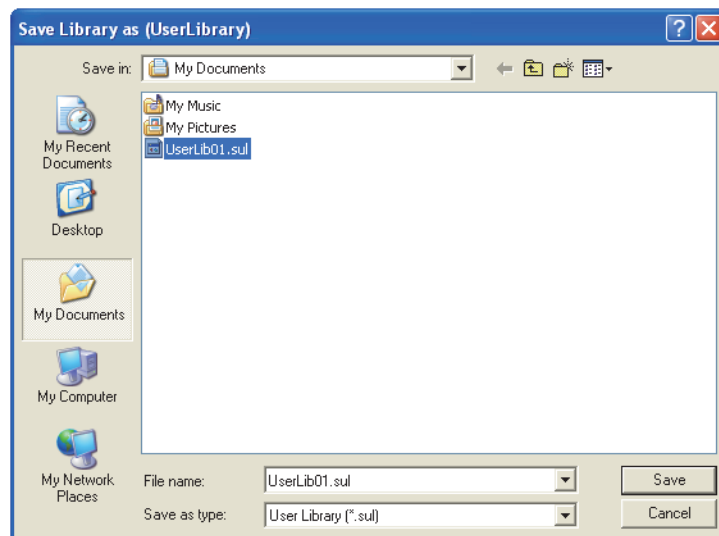 Save Library as (UserLibrary)
?
Save in:
My Documents
My Music
My Pictures
UserLib01.sul
My Recent
Documents
Desktop
My Documents
My Computer
My Network
Places
File name:
UserLib01.sul
Save
Save as type:
User Library (*.sul)
Cancel